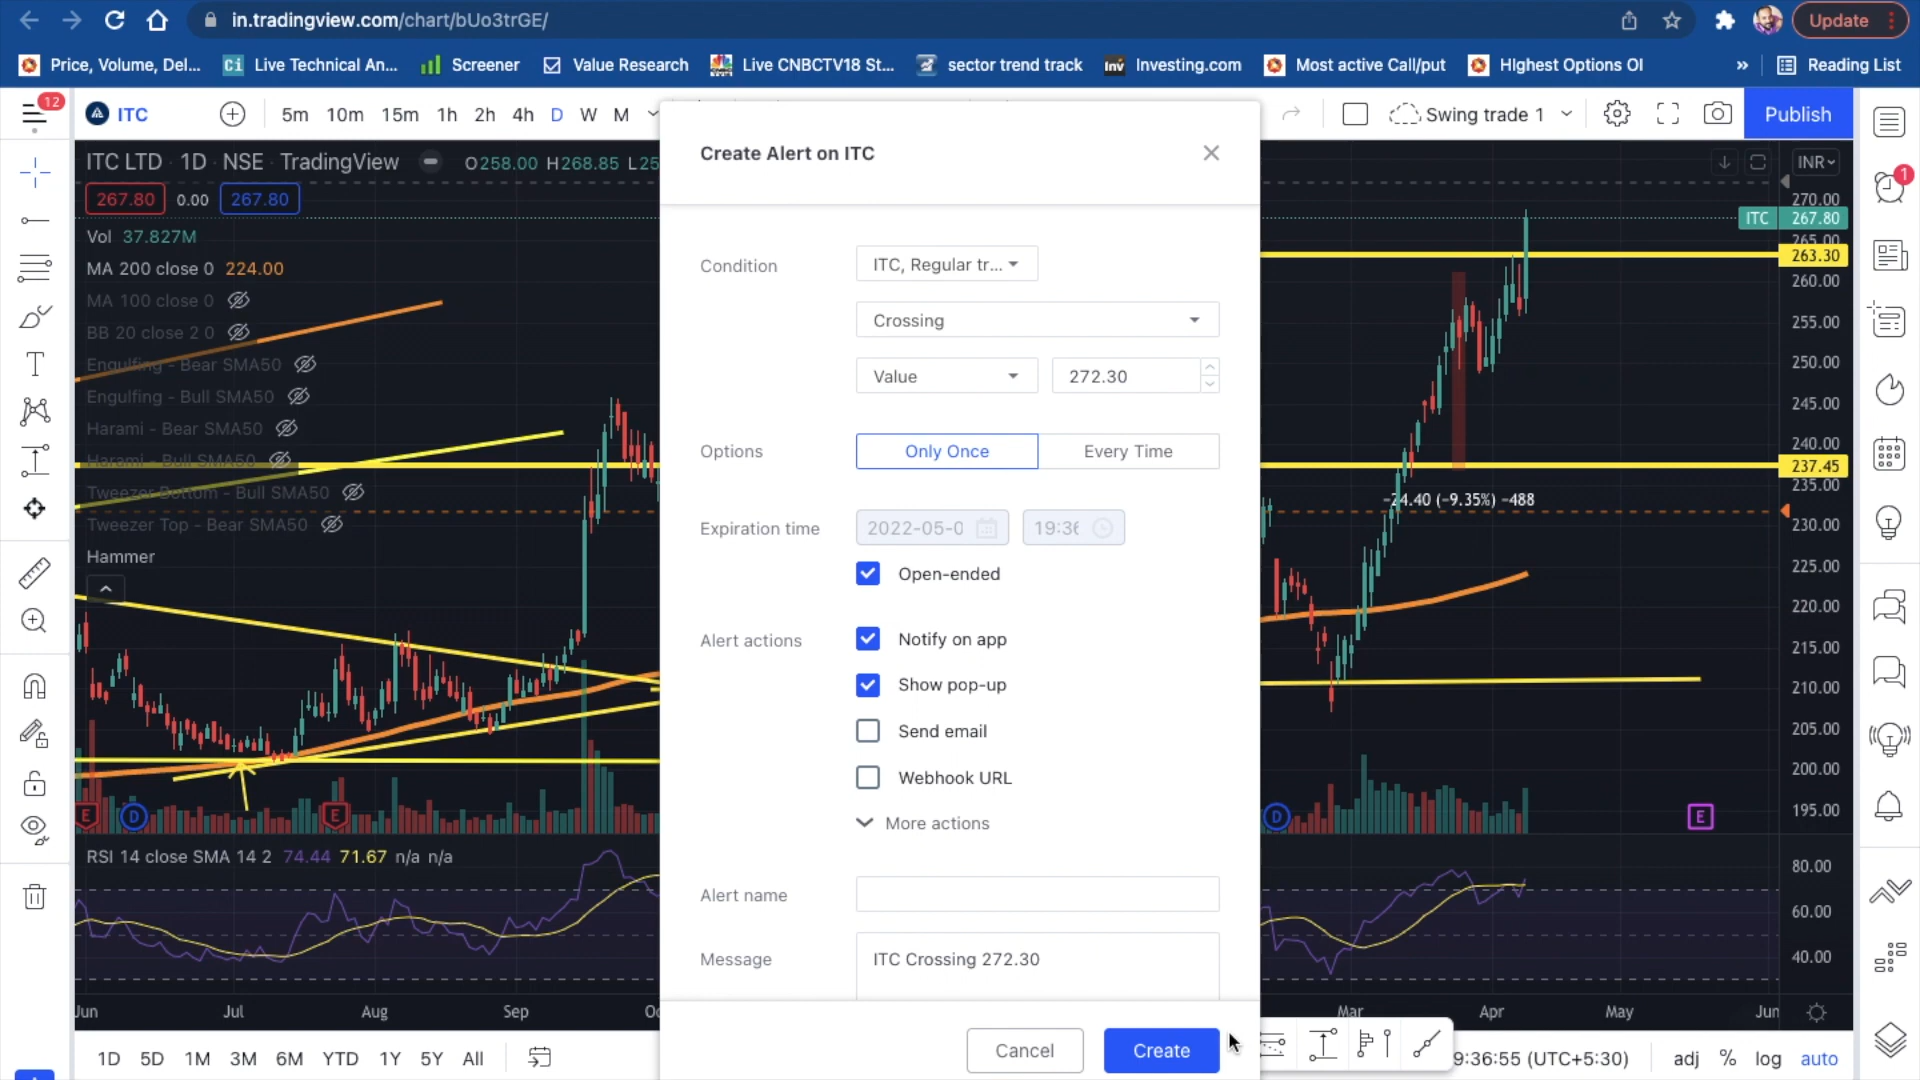 in.tradingview.com/chart/bUo3trGE/
Update
Price, Volume, Del...
Ci Live Technical An...
Screener
Value Research
Live CNBCTV18 St...
sector trend track
Inv Investing.com
Most active Call/put
HIghest Options OI
»
Reading List
12
ITC
5m 10m 15m 1h 2h 4h D W M
Swing trade 1
Publish
ITC LTD · 1D · NSE · TradingView
O258.00 H268.85 L25
267.80 0.00 267.80
Vol 37.827M
MA 200 close 0 224.00
MA 100 close 0
BB 20 close 2 0
Engulfing - Bear SMA50
Engulfing - Bull SMA50
Harami - Bear SMA50
Harami - Bull SMA50
Tweezer Bottom - Bull SMA50
Tweezer Top - Bear SMA50
Hammer
E D E
RSI 14 close SMA 14 2 74.44 71.67 n/a n/a
Jun Jul Aug Sep
1D 5D 1M 3M 6M YTD 1Y 5Y All
Create Alert on ITC
Condition
ITC, Regular tr...
Crossing
Value
272.30
Options
Only Once
Every Time
Expiration time
2022-05-0
Open-ended
Alert actions
Notify on app
Show pop-up
Send email
Webhook URL
More actions
Alert name
Message
ITC Crossing 272.30
Cancel
Create
INR
270.00
ITC 267.80
265.00
263.30
260.00
255.00
250.00
245.00
240.00
237.45
235.00
−24.40 (−9.35%) −488
230.00
225.00
220.00
215.00
210.00
205.00
200.00
195.00
D E
80.00
60.00
40.00
Mar Apr May Jun
9:36:55 (UTC+5:30)
adj % log auto
1